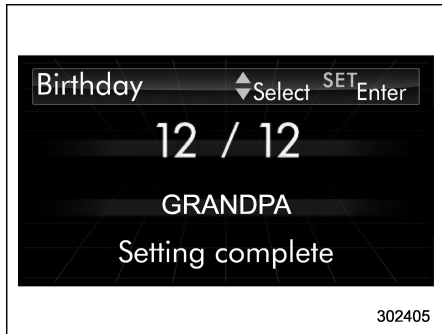 Birthday Select SET Enter
12 / 12
GRANDPA
Setting complete
302405